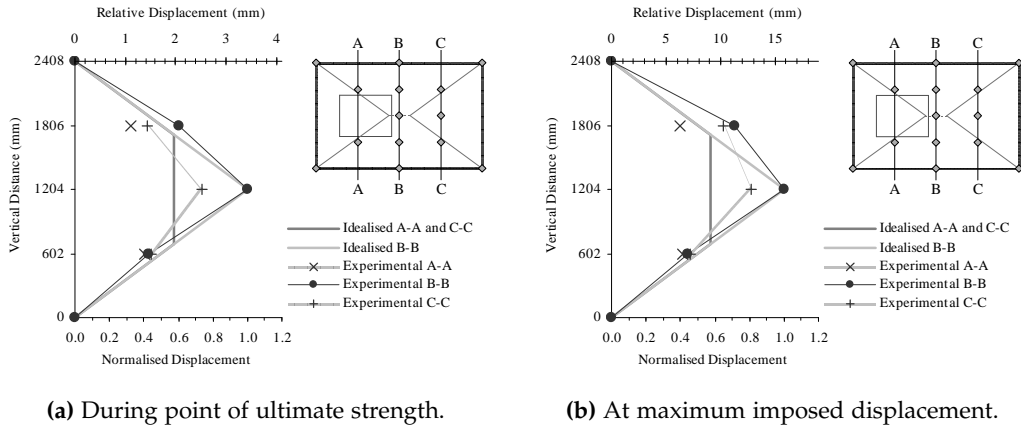 Relative Displacement (mm)
0 1 2 3 4
2408
1806
1204
602
0
Vertical Distance (mm)
0.0 0.2 0.4 0.6 0.8 1.0 1.2
Normalised Displacement
A B C
A B C
Idealised A-A and C-C
Idealised B-B
Experimental A-A
Experimental B-B
Experimental C-C
(a) During point of ultimate strength.
Relative Displacement (mm)
0 5 10 15
2408
1806
1204
602
0
Vertical Distance (mm)
0.0 0.2 0.4 0.6 0.8 1.0 1.2
Normalised Displacement
A B C
A B C
Idealised A-A and C-C
Idealised B-B
Experimental A-A
Experimental B-B
Experimental C-C
(b) At maximum imposed displacement.